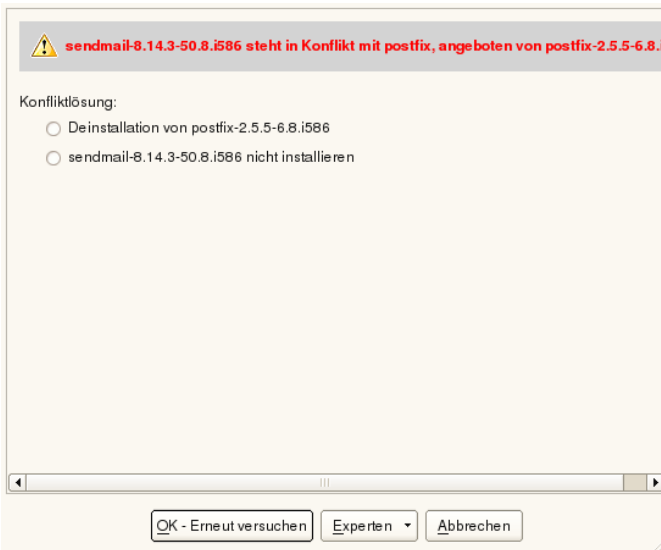 sendmail-8.14.3-50.8.i586 steht in Konflikt mit postfix, angeboten von postfix-2.5.5-6.8.
Konfliktlösung:
Deinstallation von postfix-2.5.5-6.8.i586
sendmail-8.14.3-50.8.i586 nicht installieren
OK - Erneut versuchen Experten Abbrechen